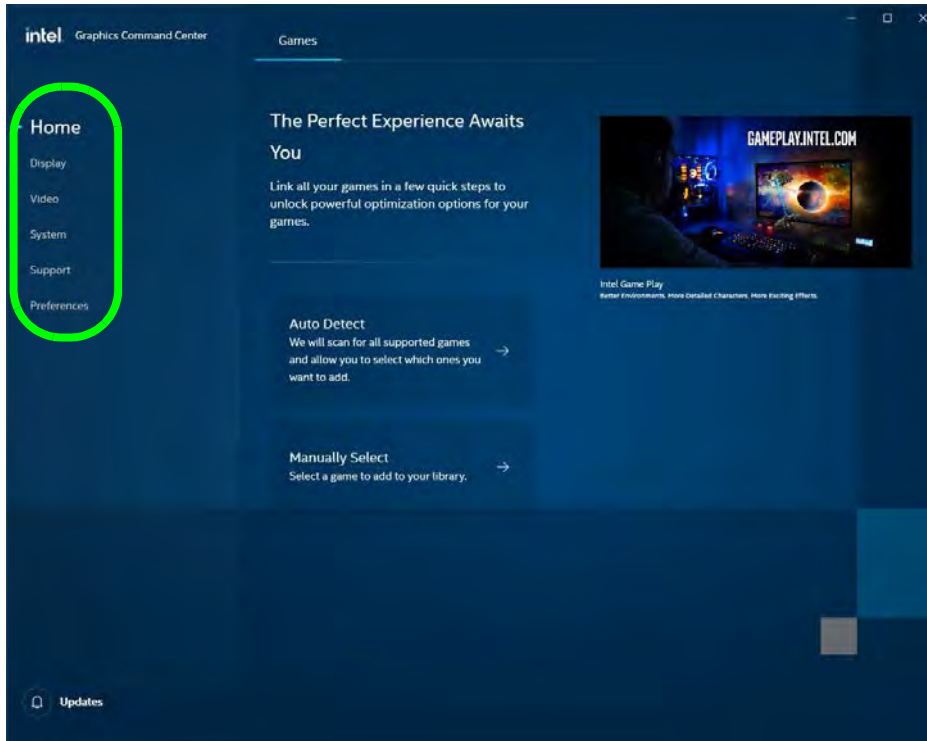 intel Graphics Command Center
Games
Home
Display
Video
System
Support
Preferences
The Perfect Experience Awaits
You
Link all your games in a few quick steps to
unlock powerful optimization options for your
games.
GAMEPLAY.INTEL.COM
Intel Game Play
Better Environments. More Detailed Characters. More Exciting Effects.
Auto Detect
We will scan for all supported games
and allow you to select which ones you
want to add.
Manually Select
Select a game to add to your library.
Updates